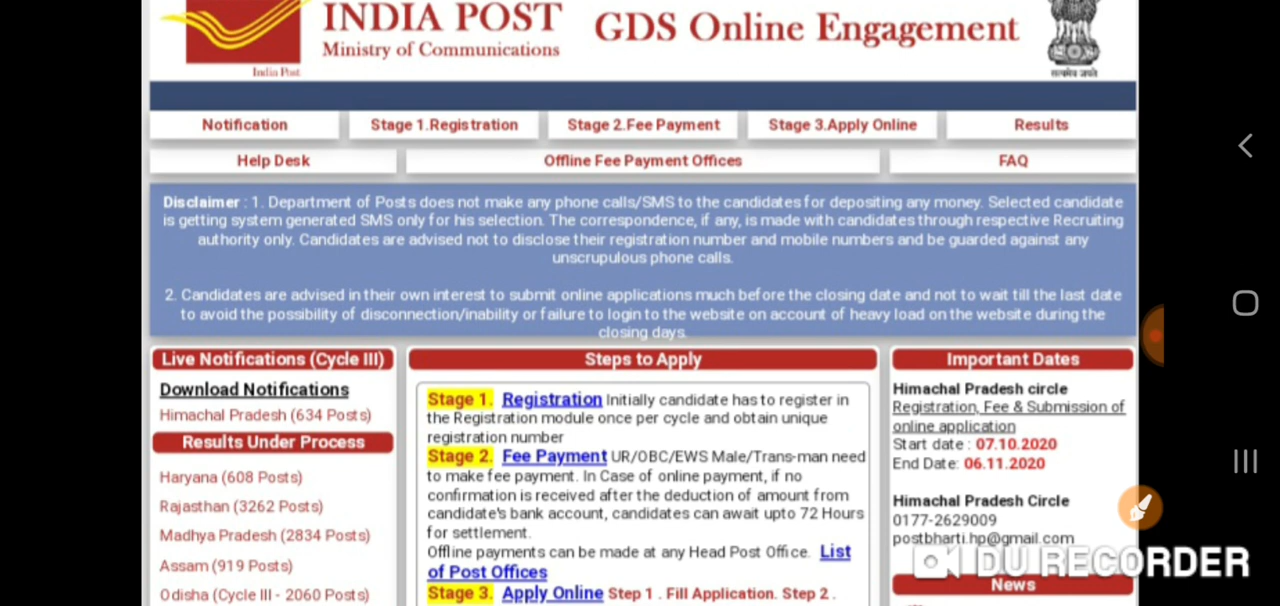 INDIA POST
Ministry of Communications
GDS Online Engagement
India Post
सत्यमेव जयते
Notification
Stage 1.Registration
Stage 2.Fee Payment
Stage 3.Apply Online
Results
Help Desk
Offline Fee Payment Offices
FAQ
Disclaimer : 1. Department of Posts does not make any phone calls/SMS to the candidates for depositing any money. Selected candidate
is getting system generated SMS only for his selection. The correspondence, if any, is made with candidates through respective Recruiting
authority only. Candidates are advised not to disclose their registration number and mobile numbers and be guarded against any
unscrupulous phone calls.
2. Candidates are advised in their own interest to submit online applications much before the closing date and not to wait till the last date
to avoid the possibility of disconnection/inability or failure to login to the website on account of heavy load on the website during the
closing days.
Live Notifications (Cycle III)
Download Notifications
Himachal Pradesh (634 Posts)
Results Under Process
Haryana (608 Posts)
Rajasthan (3262 Posts)
Madhya Pradesh (2834 Posts)
Assam (919 Posts)
Odisha (Cycle III - 2060 Posts)
Steps to Apply
Stage 1. Registration Initially candidate has to register in
the Registration module once per cycle and obtain unique
registration number
Stage 2. Fee Payment UR/OBC/EWS Male/Trans-man need
to make fee payment. In Case of online payment, if no
confirmation is received after the deduction of amount from
candidate's bank account, candidates can await upto 72 Hours
for settlement.
Offline payments can be made at any Head Post Office. List
of Post Offices
Stage 3. Apply Online Step 1 . Fill Application. Step 2 .
Important Dates
Himachal Pradesh circle
Registration, Fee & Submission of
online application
Start date : 07.10.2020
End Date: 06.11.2020
Himachal Pradesh Circle
0177-2629009
postbharti.hp@gmail.com
News
DU RECORDER